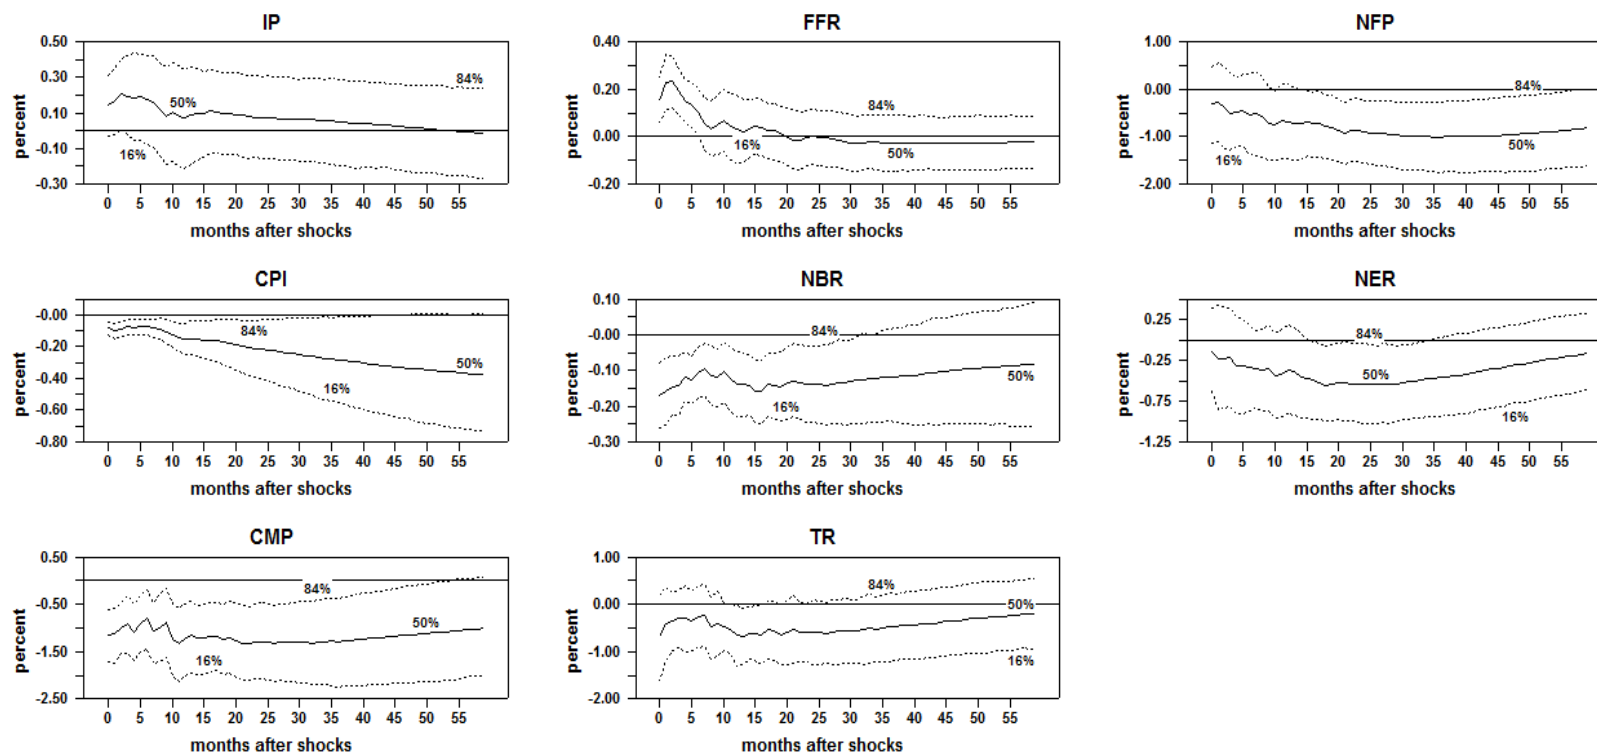 IP
percent
0.50
0.30
0.10
-0.10
-0.30
84%
50%
16%
0 5 10 15 20 25 30 35 40 45 50 55
months after shocks
FFR
percent
0.40
0.20
0.00
-0.20
84%
16%
50%
0 5 10 15 20 25 30 35 40 45 50 55
months after shocks
NFP
percent
1.00
0.00
-1.00
-2.00
84%
50%
16%
0 5 10 15 20 25 30 35 40 45 50 55
months after shocks
CPI
percent
-0.00
-0.20
-0.40
-0.60
-0.80
84%
50%
16%
0 5 10 15 20 25 30 35 40 45 50 55
months after shocks
NBR
percent
0.10
-0.00
-0.10
-0.20
-0.30
84%
50%
16%
0 5 10 15 20 25 30 35 40 45 50 55
months after shocks
NER
percent
0.25
-0.25
-0.75
-1.25
84%
50%
16%
0 5 10 15 20 25 30 35 40 45 50 55
months after shocks
CMP
percent
0.50
-0.50
-1.50
-2.50
84%
50%
16%
0 5 10 15 20 25 30 35 40 45 50 55
months after shocks
TR
percent
1.00
0.00
-1.00
-2.00
84%
50%
16%
0 5 10 15 20 25 30 35 40 45 50 55
months after shocks